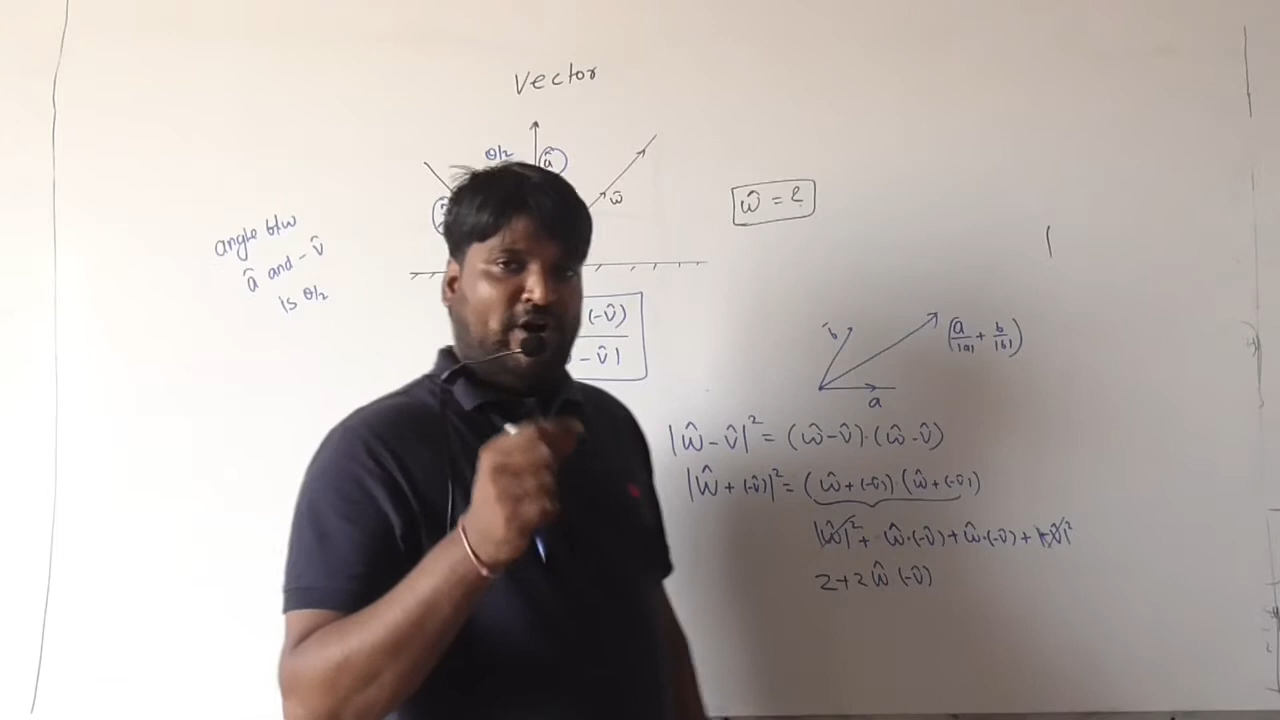 Vector
θ/2
â
ŵ
angle b/w
â and -v̂
is θ/2
ŵ = ?
(-v̂)
- v̂|
b
a
(a/|a| + b/|b|)
|ŵ - v̂|² = (ŵ-v̂)·(ŵ-v̂)
|ŵ + (-v̂)|² = (ŵ+(-v̂))·(ŵ+(-v̂))
|ŵ|² + ŵ·(-v̂) + ŵ·(-v̂) + |-v̂|²
2+2ŵ(-v̂)